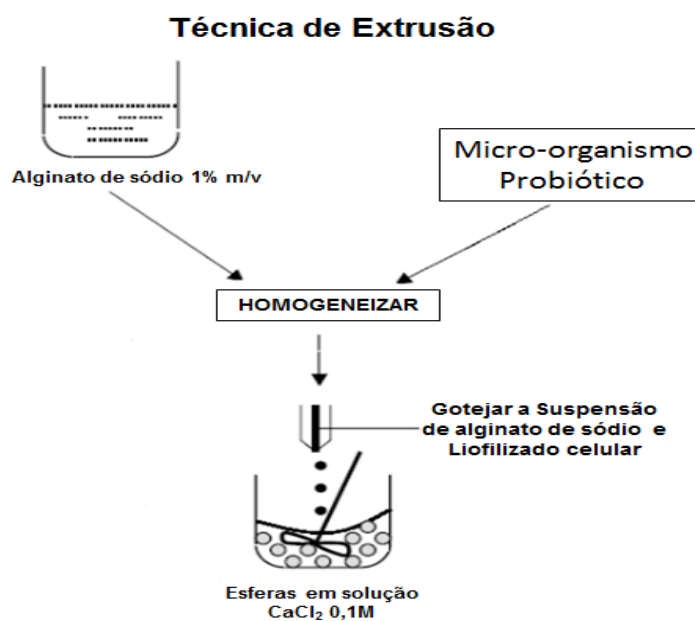 Técnica de Extrusão
Alginato de sódio 1% m/v
Micro-organismo
Probiótico
HOMOGENEIZAR
Gotejar a Suspensão
de alginato de sódio e
Liofilizado celular
Esferas em solução
CaCl₂ 0,1M